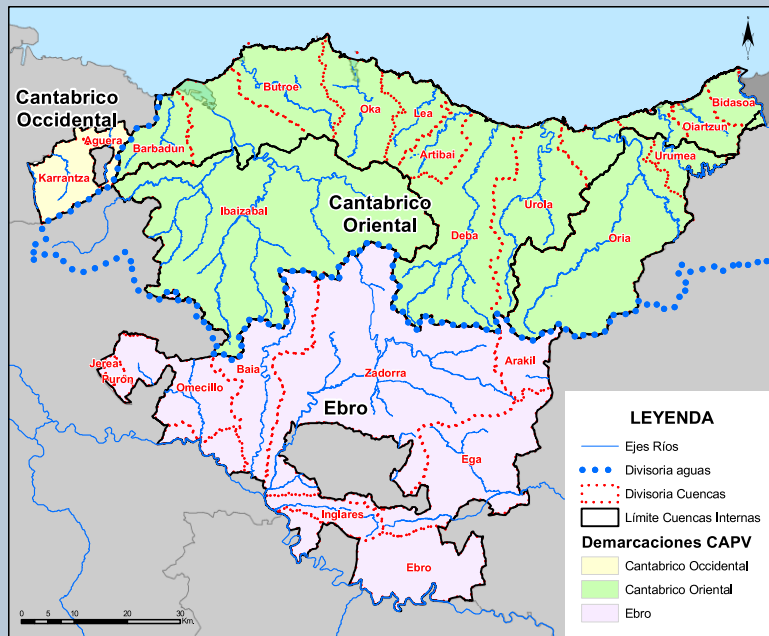 Cantabrico
Occidental
Aguera
Karrantza
Barbadun
Butroe
Oka
Lea
Artibai
Bidasoa
Oiartzun
Urumea
Ibaizabal
Cantabrico
Oriental
Deba
Urola
Oria
Jerea
Purón
Omecillo
Baia
Zadorra
Arakil
Ebro
Ega
Inglares
Ebro
LEYENDA
Ejes Ríos
Divisoria aguas
Divisoria Cuencas
Límite Cuencas Internas
Demarcaciones CAPV
Cantabrico Occidental
Cantabrico Oriental
Ebro
0 5 10 20 30
Km.